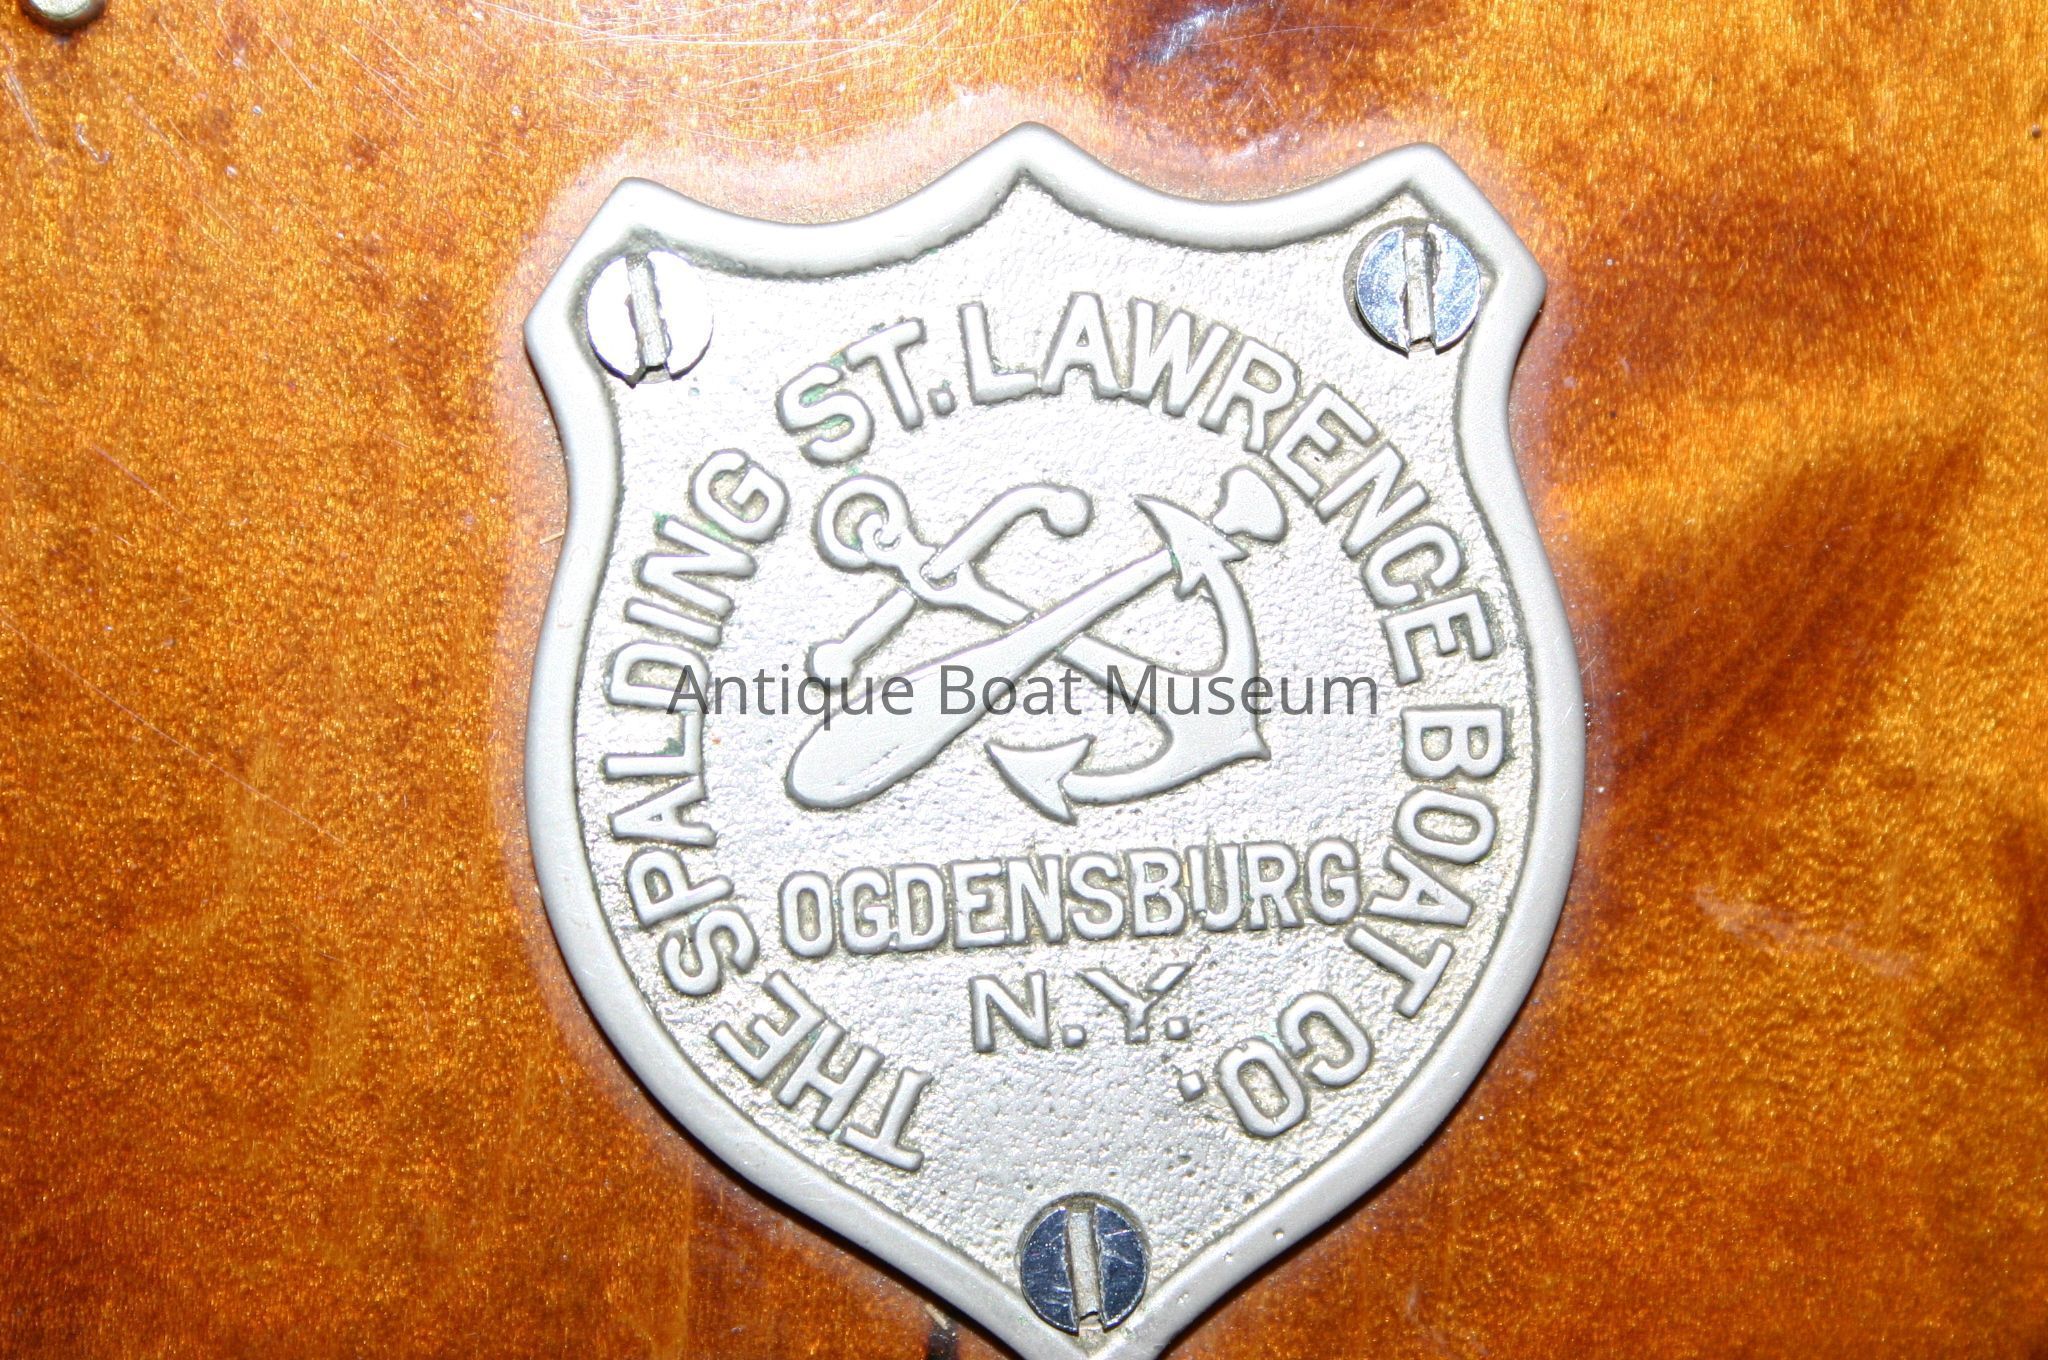 THE SPALDING ST. LAWRENCE BOAT CO.
Antique Boat Museum
OGDENSBURG
N.Y.